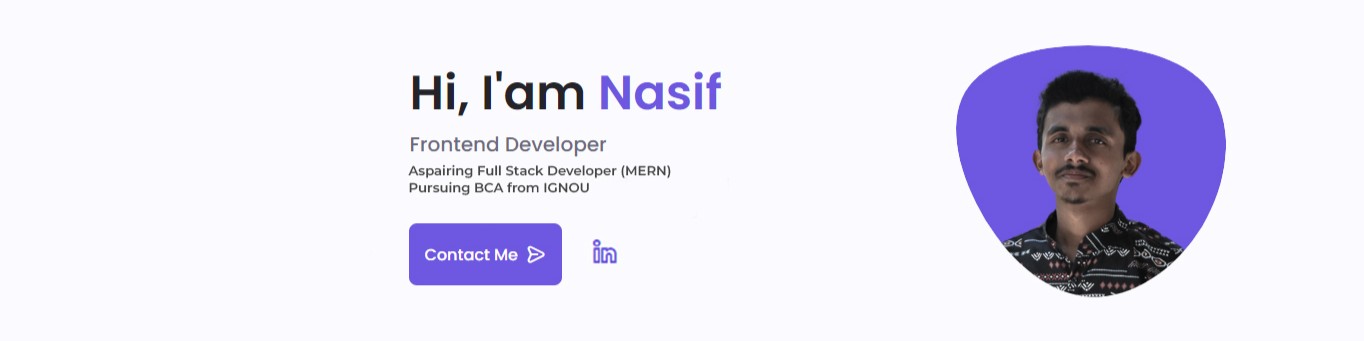 Hi, I'am Nasif
Frontend Developer
Aspairing Full Stack Developer (MERN)
Pursuing BCA from IGNOU
Contact Me
in